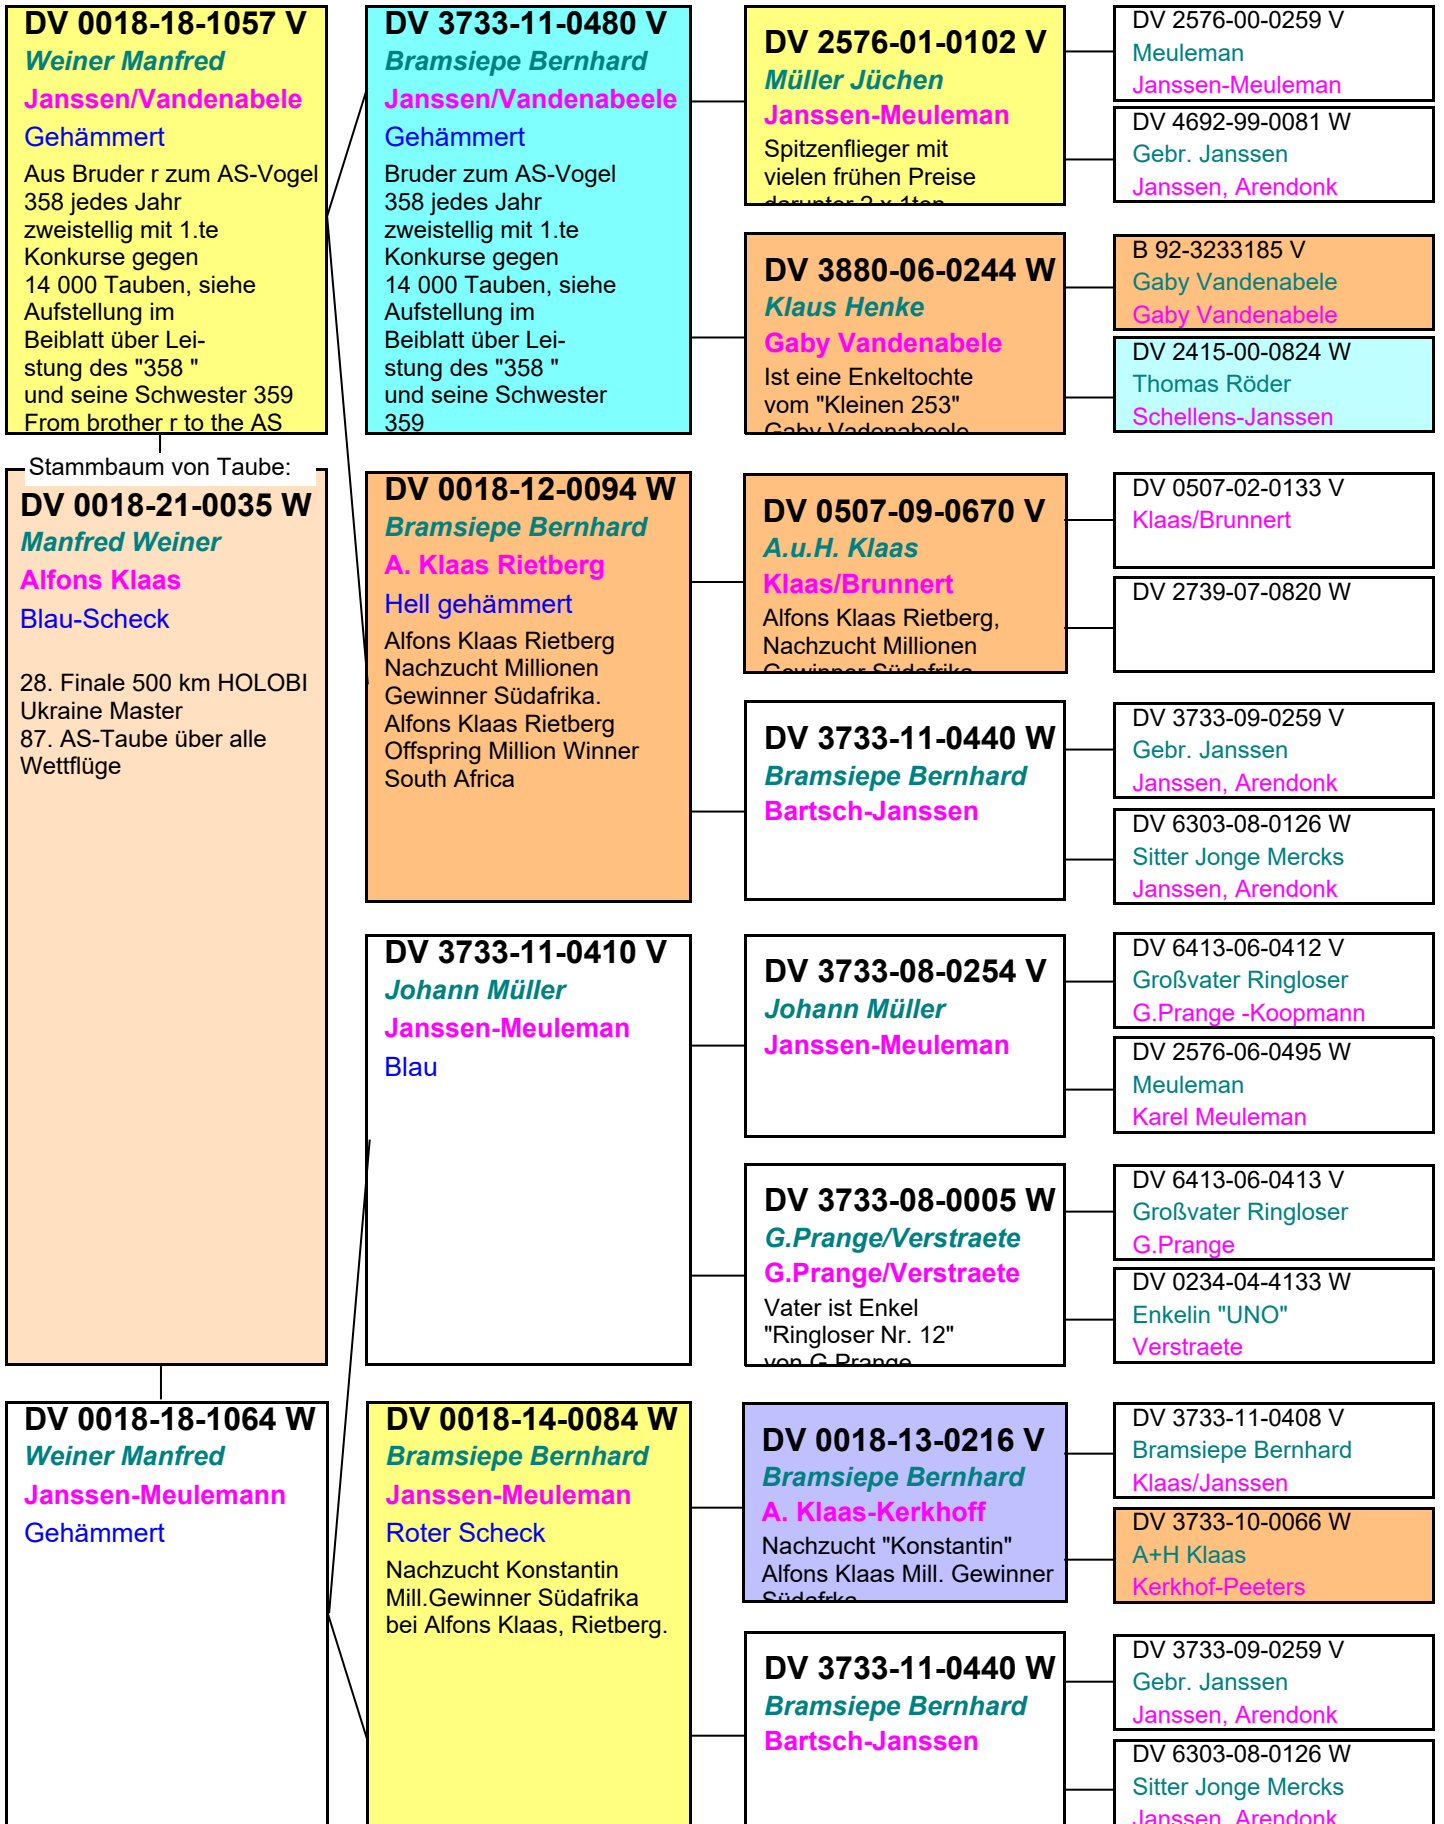 DV 0018-18-1057 V
Weiner Manfred
Janssen/Vandenabele
Gehämmert
Aus Bruder r zum AS-Vogel
358 jedes Jahr
zweistellig mit 1.te
Konkurse gegen
14 000 Tauben, siehe
Aufstellung im
Beiblatt über Lei-
stung des "358 "
und seine Schwester 359
From brother r to the AS
Stammbaum von Taube:
DV 0018-21-0035 W
Manfred Weiner
Alfons Klaas
Blau-Scheck
28. Finale 500 km HOLOBI
Ukraine Master
87. AS-Taube über alle
Wettflüge
DV 0018-18-1064 W
Weiner Manfred
Janssen-Meulemann
Gehämmert
DV 3733-11-0480 V
Bramsiepe Bernhard
Janssen/Vandenabeele
Gehämmert
Bruder zum AS-Vogel
358 jedes Jahr
zweistellig mit 1.te
Konkurse gegen
14 000 Tauben, siehe
Aufstellung im
Beiblatt über Lei-
stung des "358 "
und seine Schwester
359
DV 0018-12-0094 W
Bramsiepe Bernhard
A. Klaas Rietberg
Hell gehämmert
Alfons Klaas Rietberg
Nachzucht Millionen
Gewinner Südafrika.
Alfons Klaas Rietberg
Offspring Million Winner
South Africa
DV 3733-11-0410 V
Johann Müller
Janssen-Meuleman
Blau
DV 0018-14-0084 W
Bramsiepe Bernhard
Janssen-Meuleman
Roter Scheck
Nachzucht Konstantin
Mill.Gewinner Südafrika
bei Alfons Klaas, Rietberg.
DV 2576-01-0102 V
Müller Jüchen
Janssen-Meuleman
Spitzenflieger mit
vielen frühen Preise
darunter 2 x 1ten
DV 3880-06-0244 W
Klaus Henke
Gaby Vandenabele
Ist eine Enkeltochte
vom "Kleinen 253"
Gaby Vadenabeele
DV 0507-09-0670 V
A.u.H. Klaas
Klaas/Brunnert
Alfons Klaas Rietberg,
Nachzucht Millionen
Gewinner Südafrika
DV 3733-11-0440 W
Bramsiepe Bernhard
Bartsch-Janssen
DV 3733-08-0254 V
Johann Müller
Janssen-Meuleman
DV 3733-08-0005 W
G.Prange/Verstraete
G.Prange/Verstraete
Vater ist Enkel
"Ringloser Nr. 12"
von G.Prange
DV 0018-13-0216 V
Bramsiepe Bernhard
A. Klaas-Kerkhoff
Nachzucht "Konstantin"
Alfons Klaas Mill. Gewinner
Südafrka
DV 3733-11-0440 W
Bramsiepe Bernhard
Bartsch-Janssen
DV 2576-00-0259 V
Meuleman
Janssen-Meuleman
DV 4692-99-0081 W
Gebr. Janssen
Janssen, Arendonk
B 92-3233185 V
Gaby Vandenabele
Gaby Vandenabele
DV 2415-00-0824 W
Thomas Röder
Schellens-Janssen
DV 0507-02-0133 V
Klaas/Brunnert
DV 2739-07-0820 W
DV 3733-09-0259 V
Gebr. Janssen
Janssen, Arendonk
DV 6303-08-0126 W
Sitter Jonge Mercks
Janssen, Arendonk
DV 6413-06-0412 V
Großvater Ringloser
G.Prange -Koopmann
DV 2576-06-0495 W
Meuleman
Karel Meuleman
DV 6413-06-0413 V
Großvater Ringloser
G.Prange
DV 0234-04-4133 W
Enkelin "UNO"
Verstraete
DV 3733-11-0408 V
Bramsiepe Bernhard
Klaas/Janssen
DV 3733-10-0066 W
A+H Klaas
Kerkhof-Peeters
DV 3733-09-0259 V
Gebr. Janssen
Janssen, Arendonk
DV 6303-08-0126 W
Sitter Jonge Mercks
Janssen, Arendonk